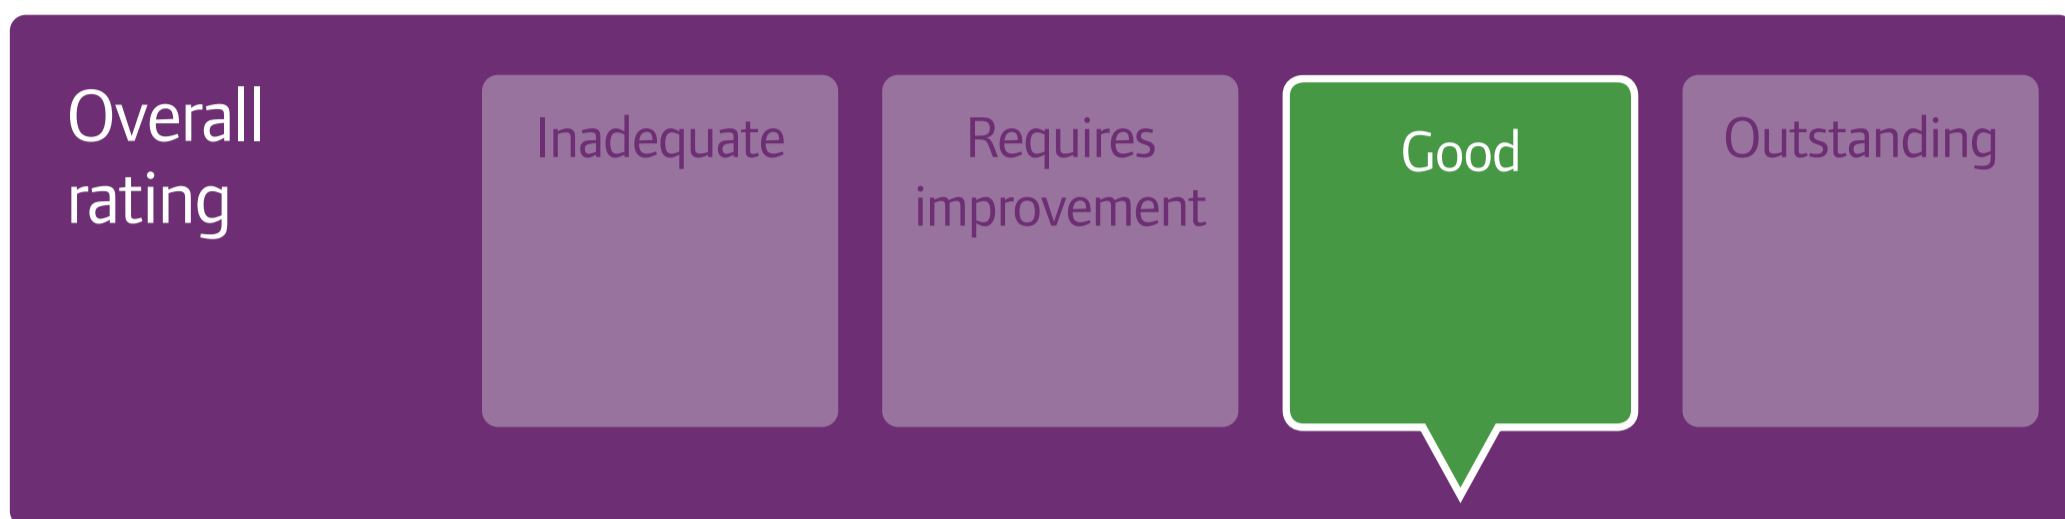 Overall
rating
Inadequate
Requires
improvement
Good
Outstanding